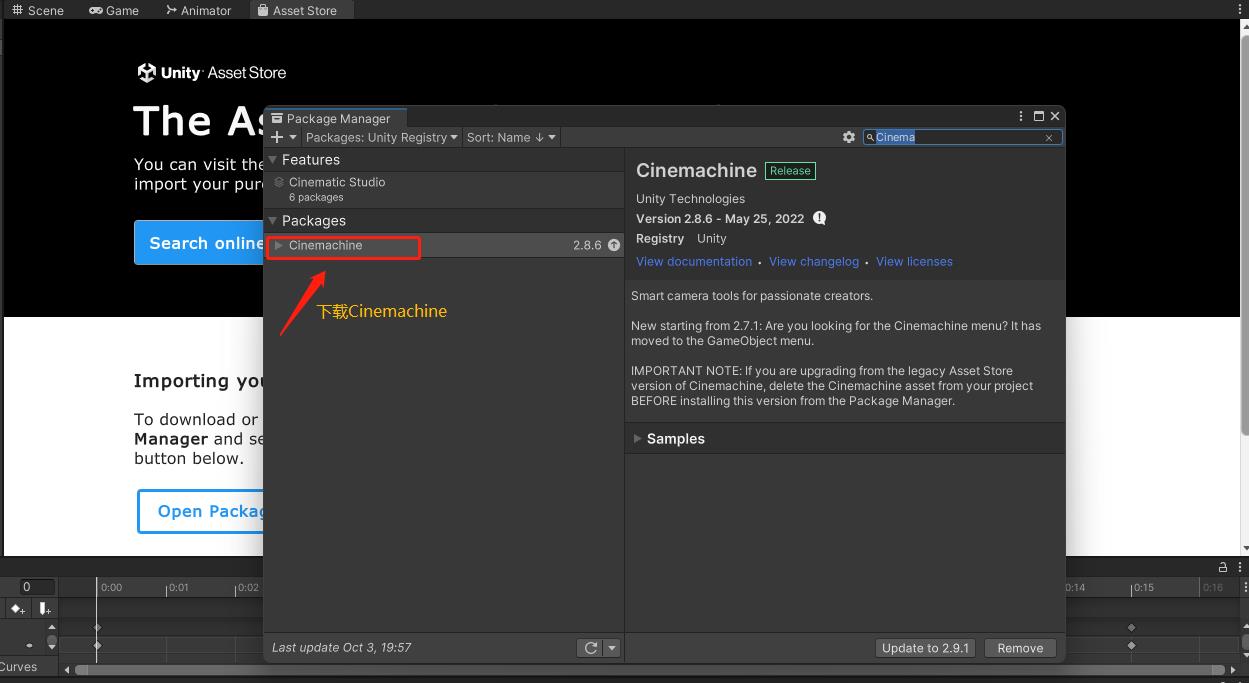 Scene Game Animator Asset Store
Unity Asset Store
The As
You can visit the
import your pur
Search online
Importing you
To download or
Manager and se
button below.
Open Packag
Package Manager
Packages: Unity Registry Sort: Name ↓
Cinema
Features
Cinematic Studio
6 packages
Packages
Cinemachine 2.8.6
下载Cinemachine
Cinemachine Release
Unity Technologies
Version 2.8.6 - May 25, 2022
Registry Unity
View documentation • View changelog • View licenses
Smart camera tools for passionate creators.
New starting from 2.7.1: Are you looking for the Cinemachine menu? It has
moved to the GameObject menu.
IMPORTANT NOTE: If you are upgrading from the legacy Asset Store
version of Cinemachine, delete the Cinemachine asset from your project
BEFORE installing this version from the Package Manager.
Samples
Last update Oct 3, 19:57
Update to 2.9.1 Remove
0 0:00 0:01 0:02 0:14 0:15 0:16
Curves